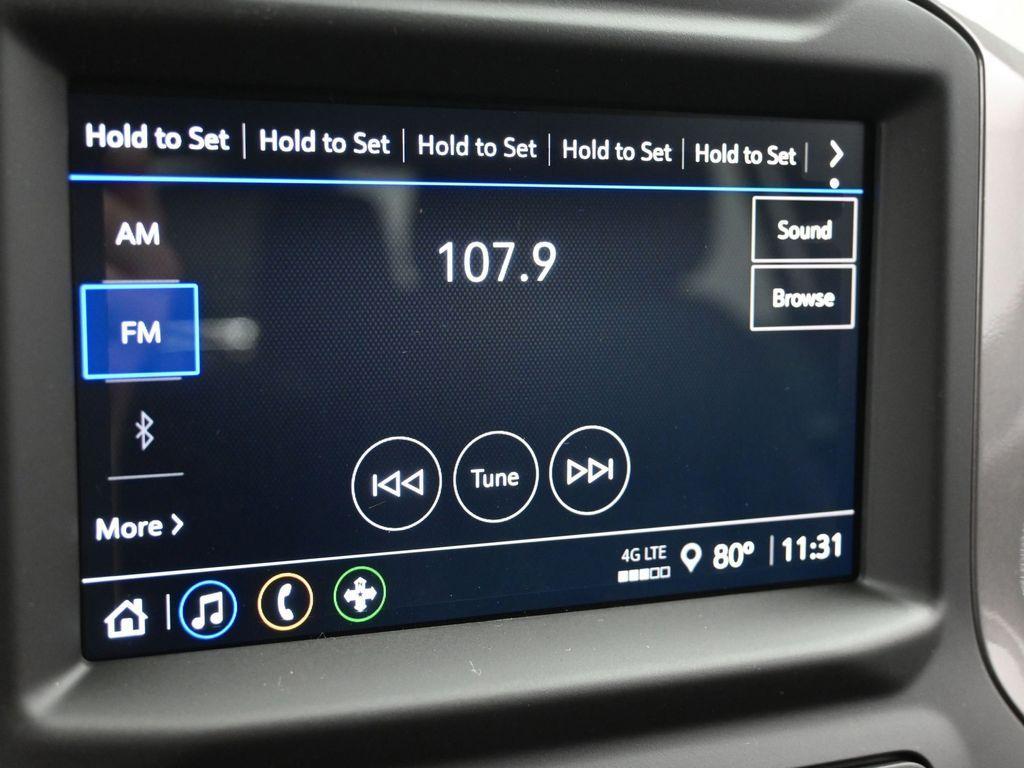 Hold to Set | Hold to Set | Hold to Set | Hold to Set | Hold to Set |
AM
107.9
Sound
Browse
FM
Tune
More
4G LTE
80°
11:31